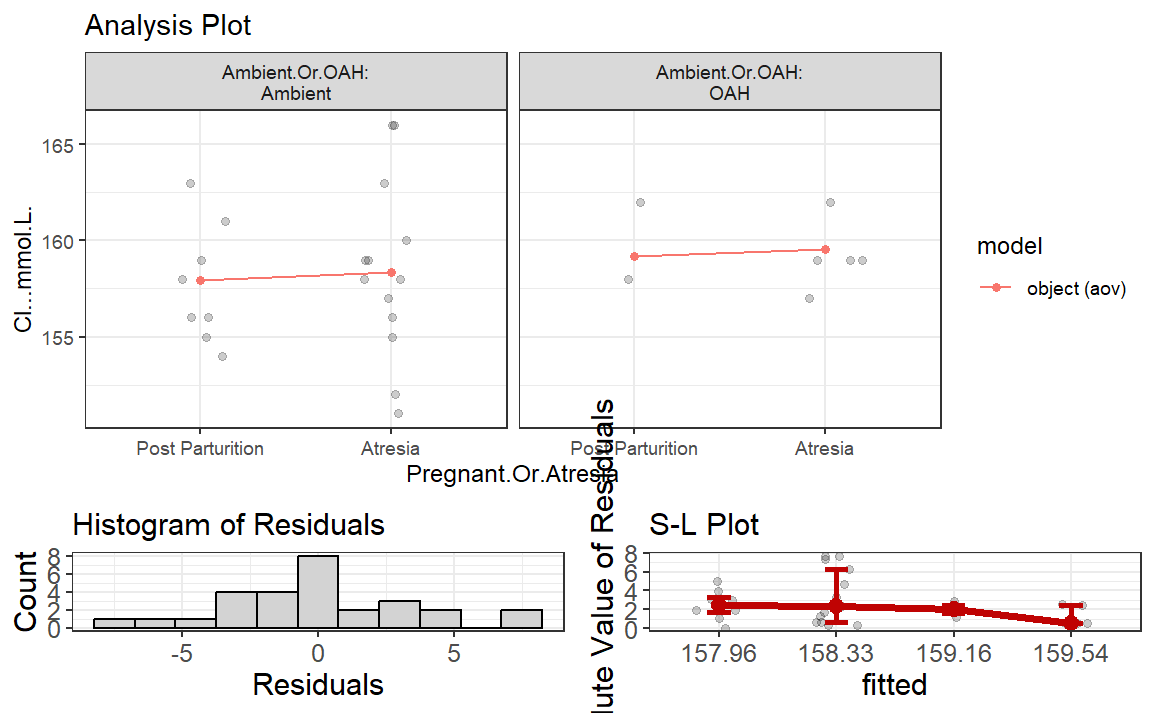 Analysis Plot
Ambient.Or.OAH:
Ambient
Ambient.Or.OAH:
OAH
Cl...mmol.L.
165
160
155
Post Parturition
Atresia
Post Parturition
Atresia
Pregnant.Or.Atresia
model
object (aov)
Histogram of Residuals
Count
8
6
4
2
0
-5
0
5
Residuals
S-L Plot
lute Value of Residuals
8
6
4
2
0
157.96
158.33
159.16
159.54
fitted